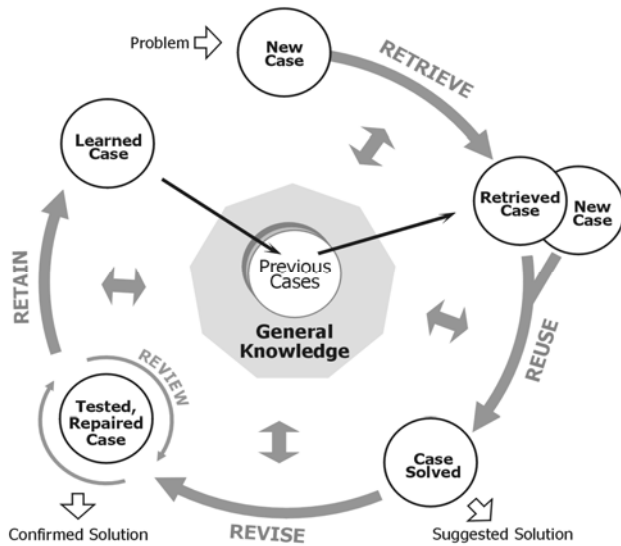 Problem
New
Case
RETRIEVE
Learned
Case
Retrieved
Case
New
Case
Previous
Cases
General
Knowledge
RETAIN
REUSE
REVIEW
Tested,
Repaired
Case
Case
Solved
REVISE
Confirmed Solution
Suggested Solution